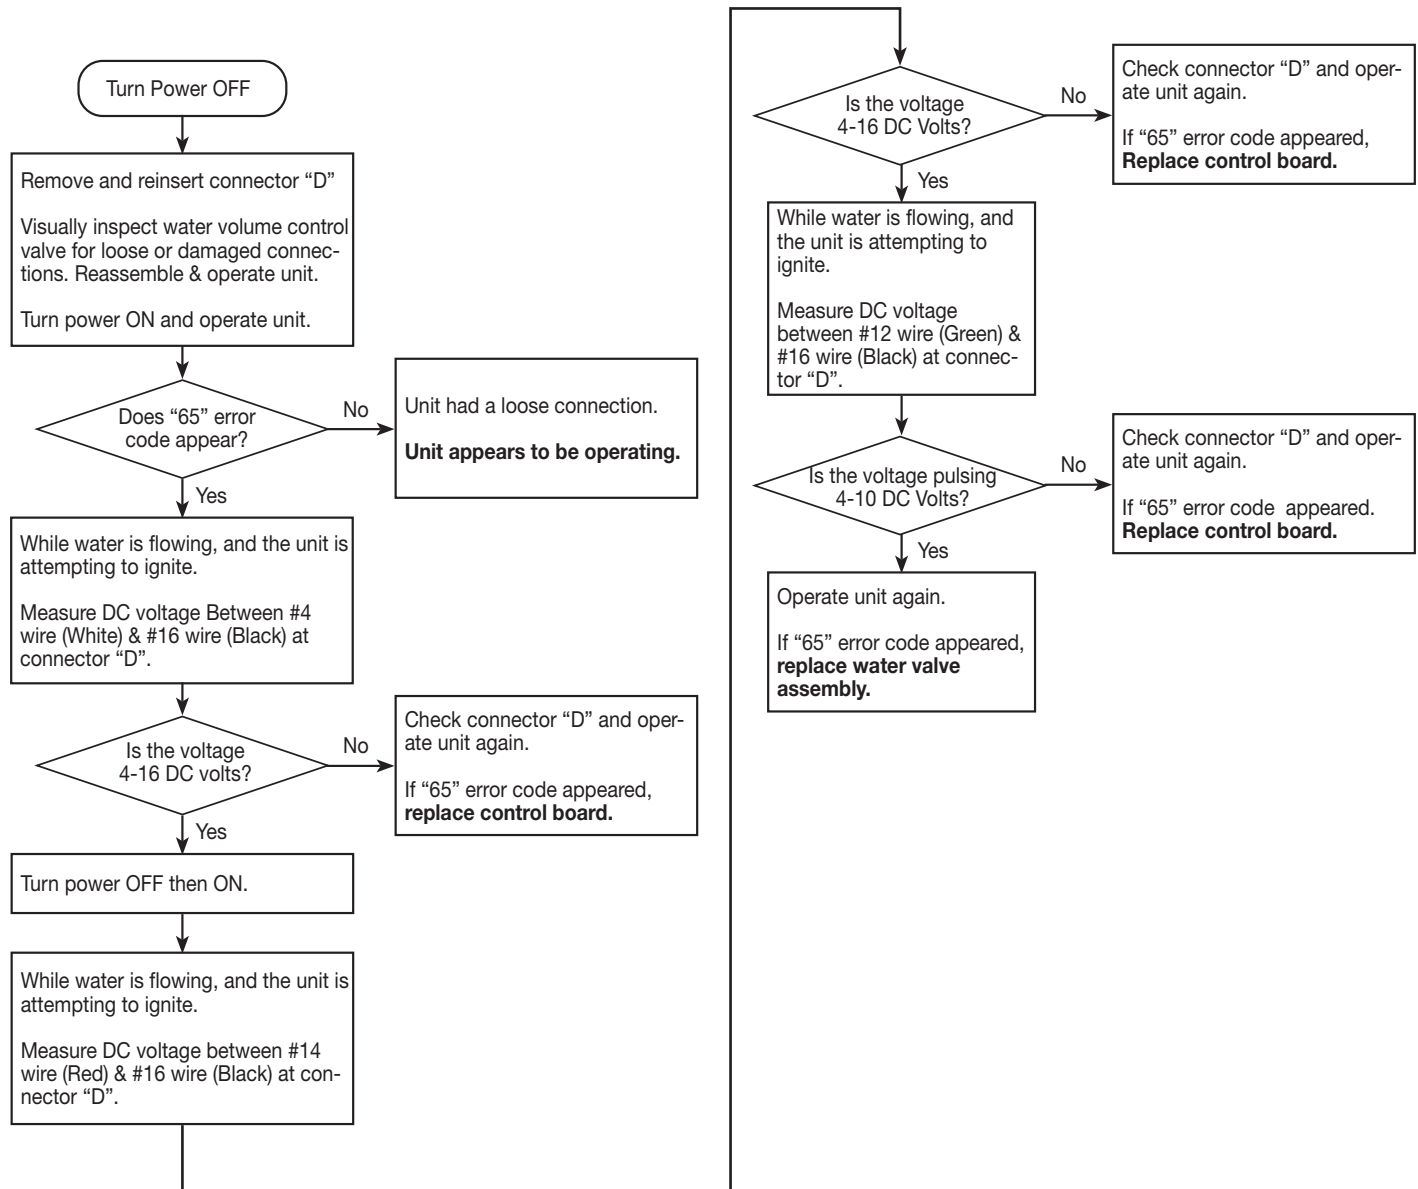 Turn Power OFF
Remove and reinsert connector “D”
Visually inspect water volume control
valve for loose or damaged connec-
tions. Reassemble & operate unit.
Turn power ON and operate unit.
Does “65” error
code appear?
No
Unit had a loose connection.
Unit appears to be operating.
Yes
While water is flowing, and the unit is
attempting to ignite.
Measure DC voltage Between #4
wire (White) & #16 wire (Black) at
connector “D”.
Is the voltage
4-16 DC volts?
No
Check connector “D” and oper-
ate unit again.
If “65” error code appeared,
replace control board.
Yes
Turn power OFF then ON.
While water is flowing, and the unit is
attempting to ignite.
Measure DC voltage between #14
wire (Red) & #16 wire (Black) at con-
nector “D”.
Is the voltage
4-16 DC Volts?
No
Check connector “D” and oper-
ate unit again.
If “65” error code appeared,
Replace control board.
Yes
While water is flowing, and
the unit is attempting to
ignite.
Measure DC voltage
between #12 wire (Green) &
#16 wire (Black) at connec-
tor “D”.
Is the voltage pulsing
4-10 DC Volts?
No
Check connector “D” and oper-
ate unit again.
If “65” error code  appeared.
Replace control board.
Yes
Operate unit again.
If “65” error code appeared,
replace water valve
assembly.